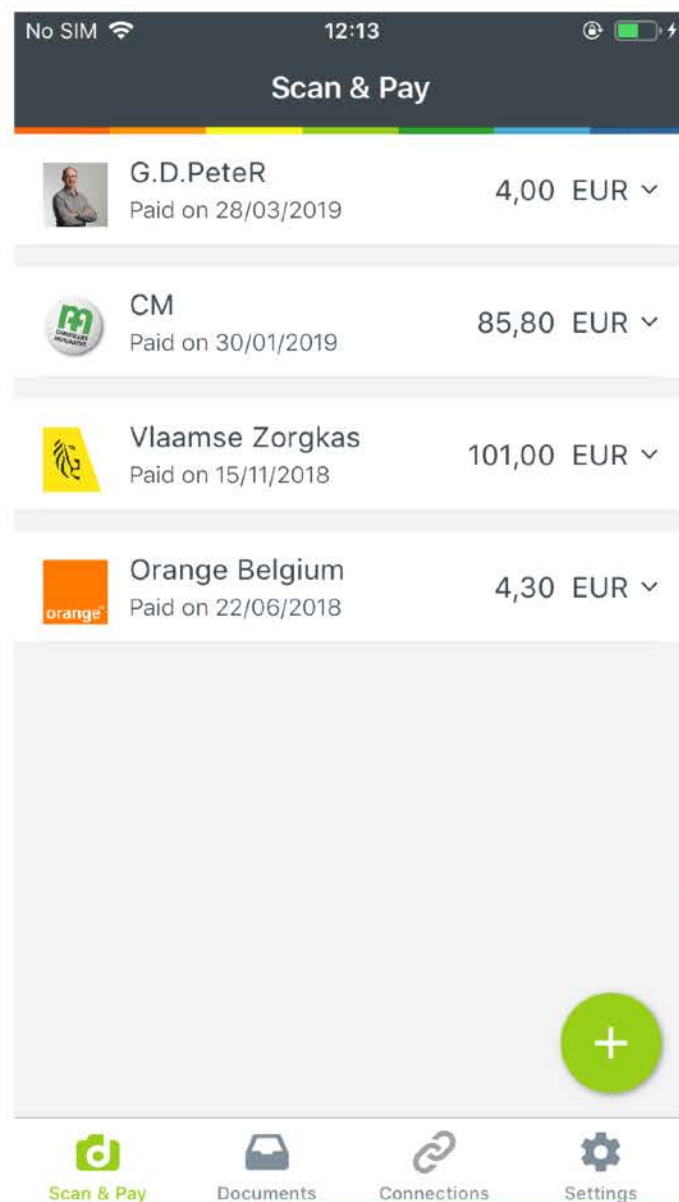 No SIM 12:13
Scan & Pay
G.D.PeteR
Paid on 28/03/2019
4,00 EUR
CM
Paid on 30/01/2019
85,80 EUR
Vlaamse Zorgkas
Paid on 15/11/2018
101,00 EUR
Orange Belgium
Paid on 22/06/2018
4,30 EUR
orange
Scan & Pay Documents Connections Settings